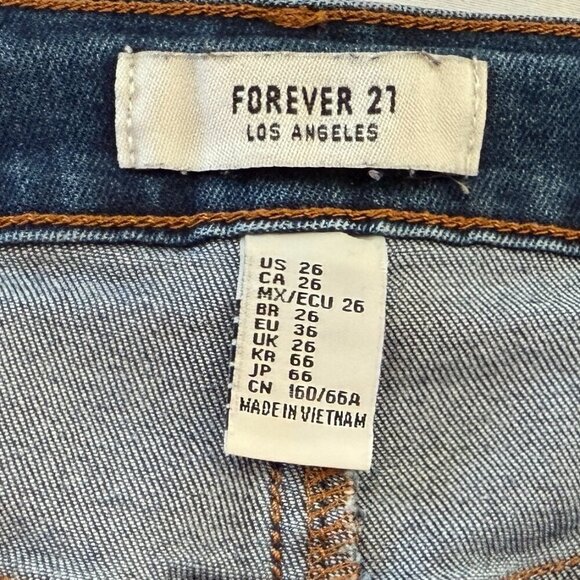 FOREVER 21
LOS ANGELES
US 26
CA 26
MX/ECU 26
BR 26
EU 36
UK 26
KR 66
JP 66
CN 160/66A
MADE IN VIETNAM